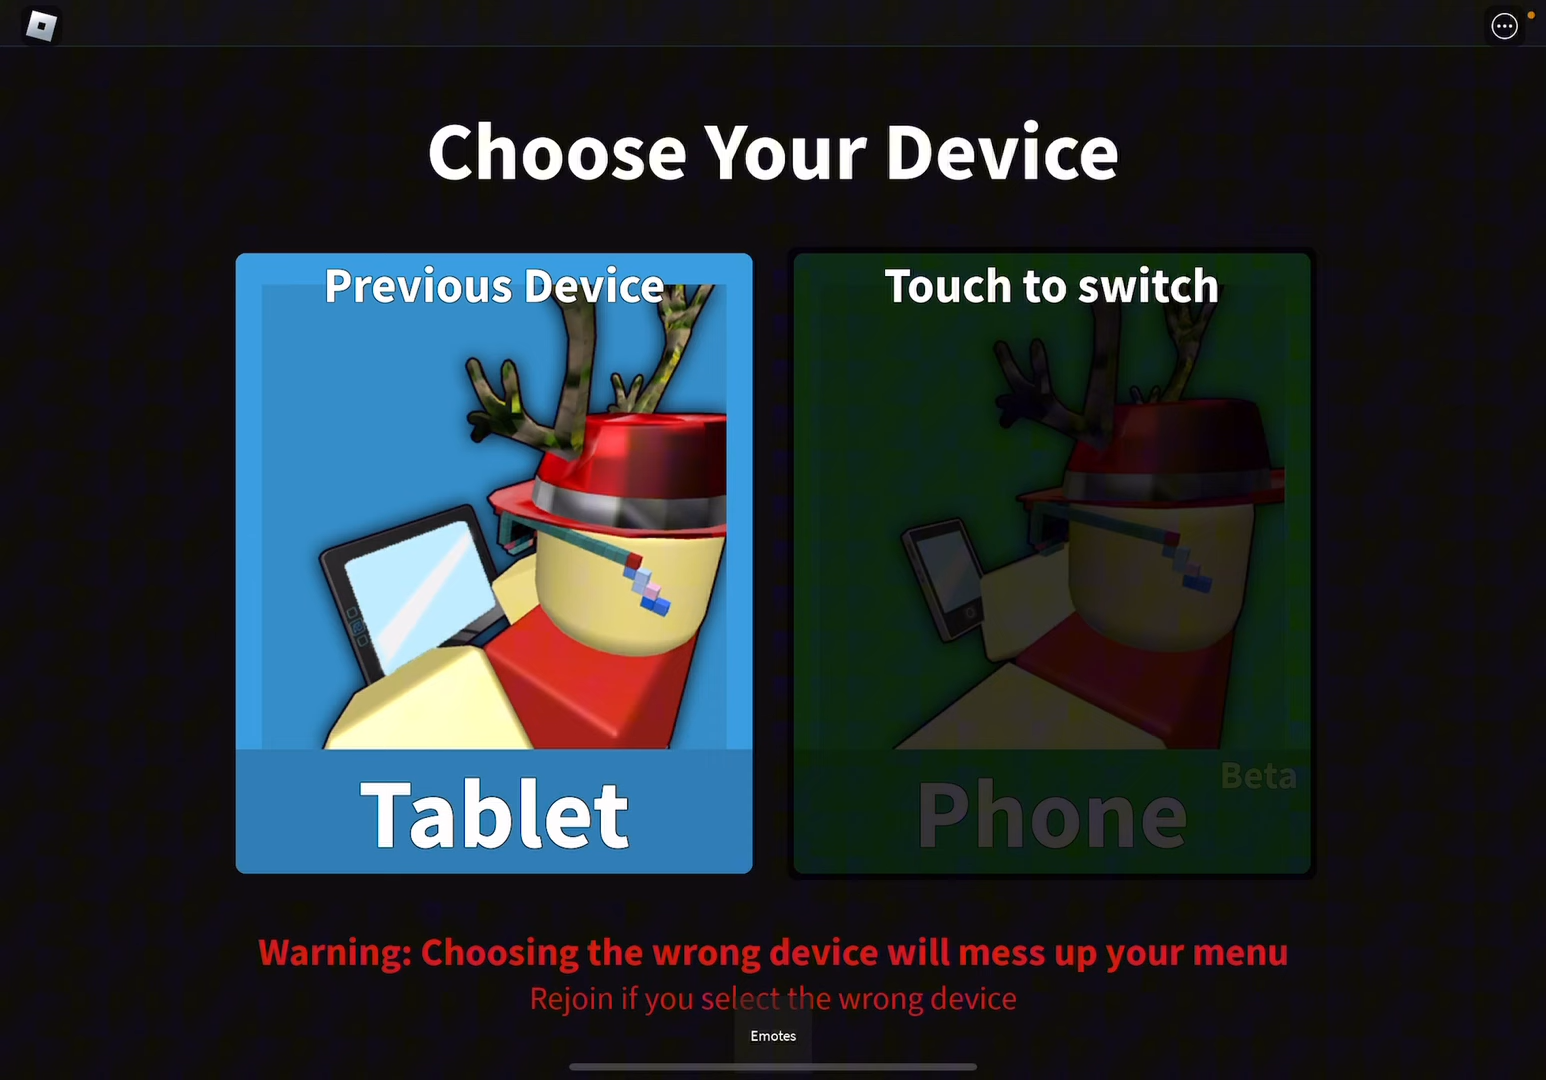 Choose Your Device
Previous Device
Tablet
Touch to switch
Beta
Phone
Warning: Choosing the wrong device will mess up your menu
Rejoin if you select the wrong device
Emotes